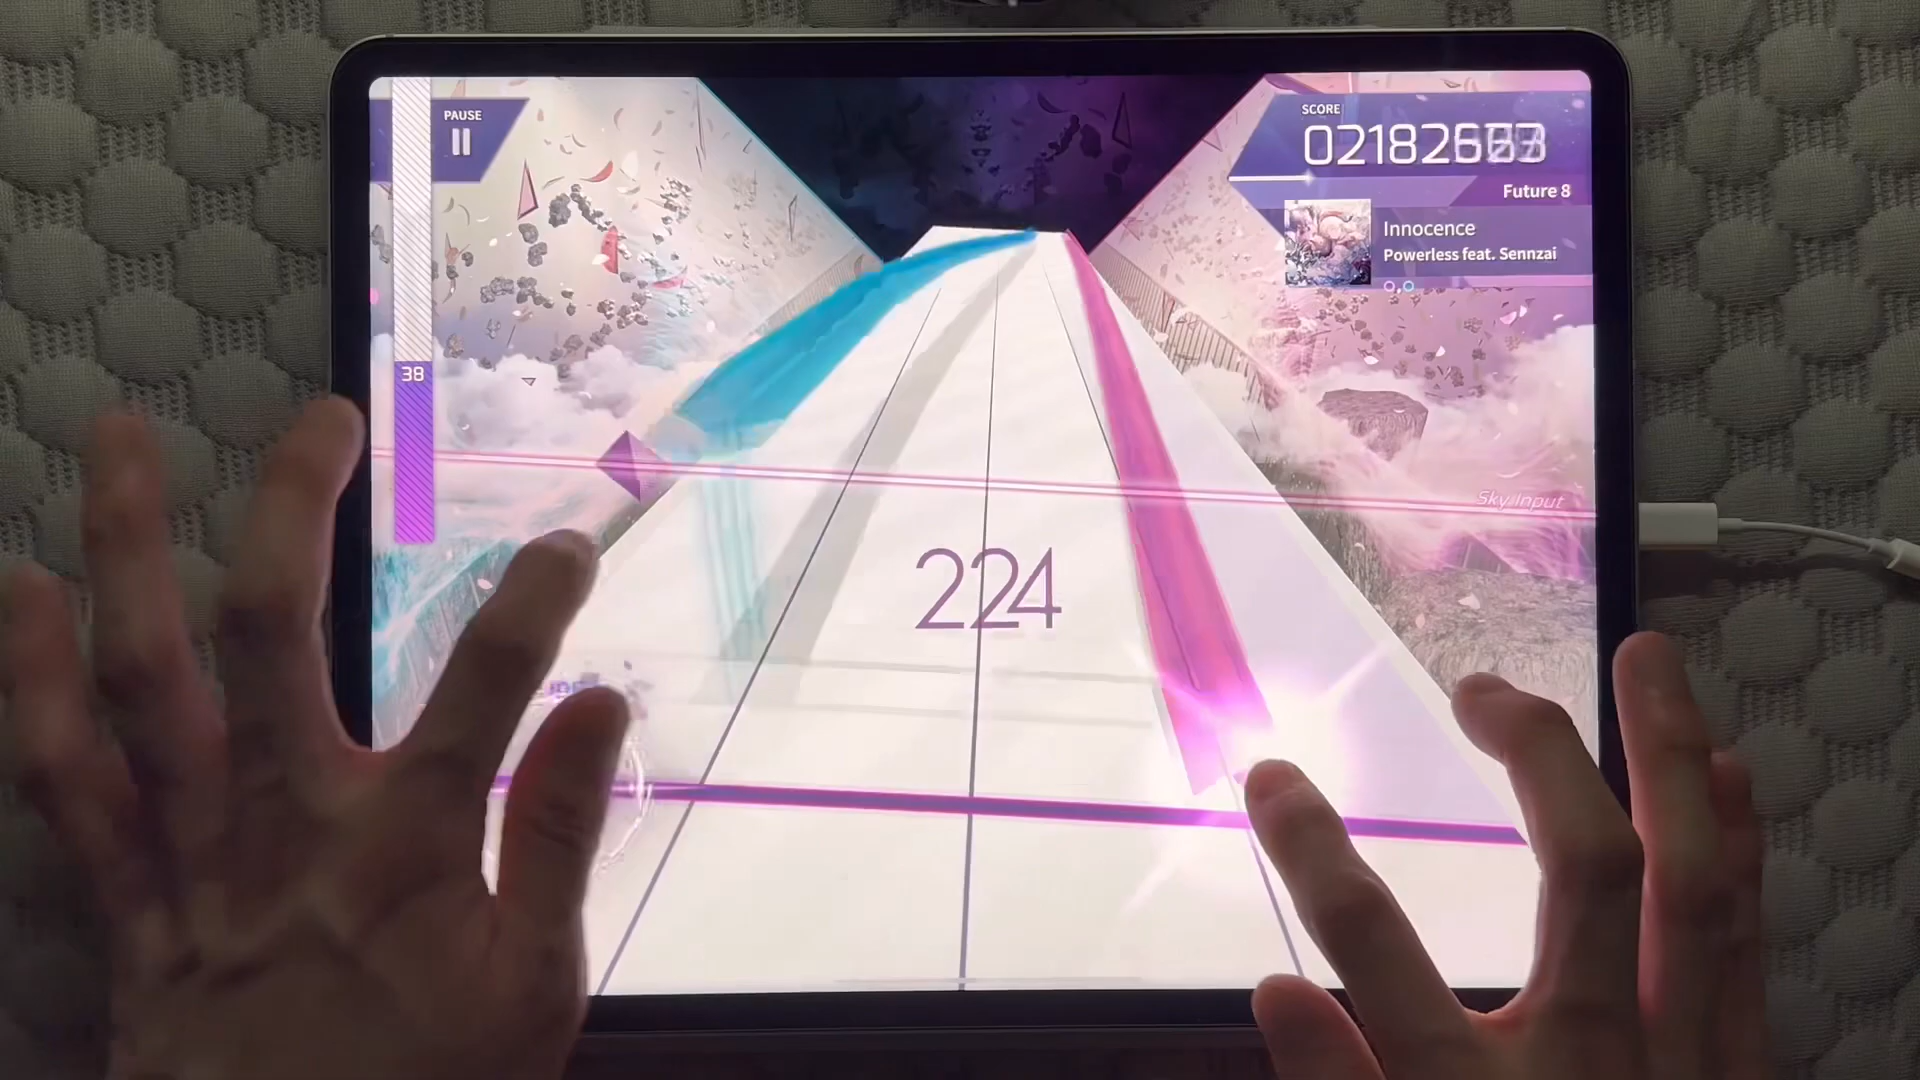 PAUSE
SCORE
Future 8
Innocence
Powerless feat. Sennzai
38
Sky Input
224